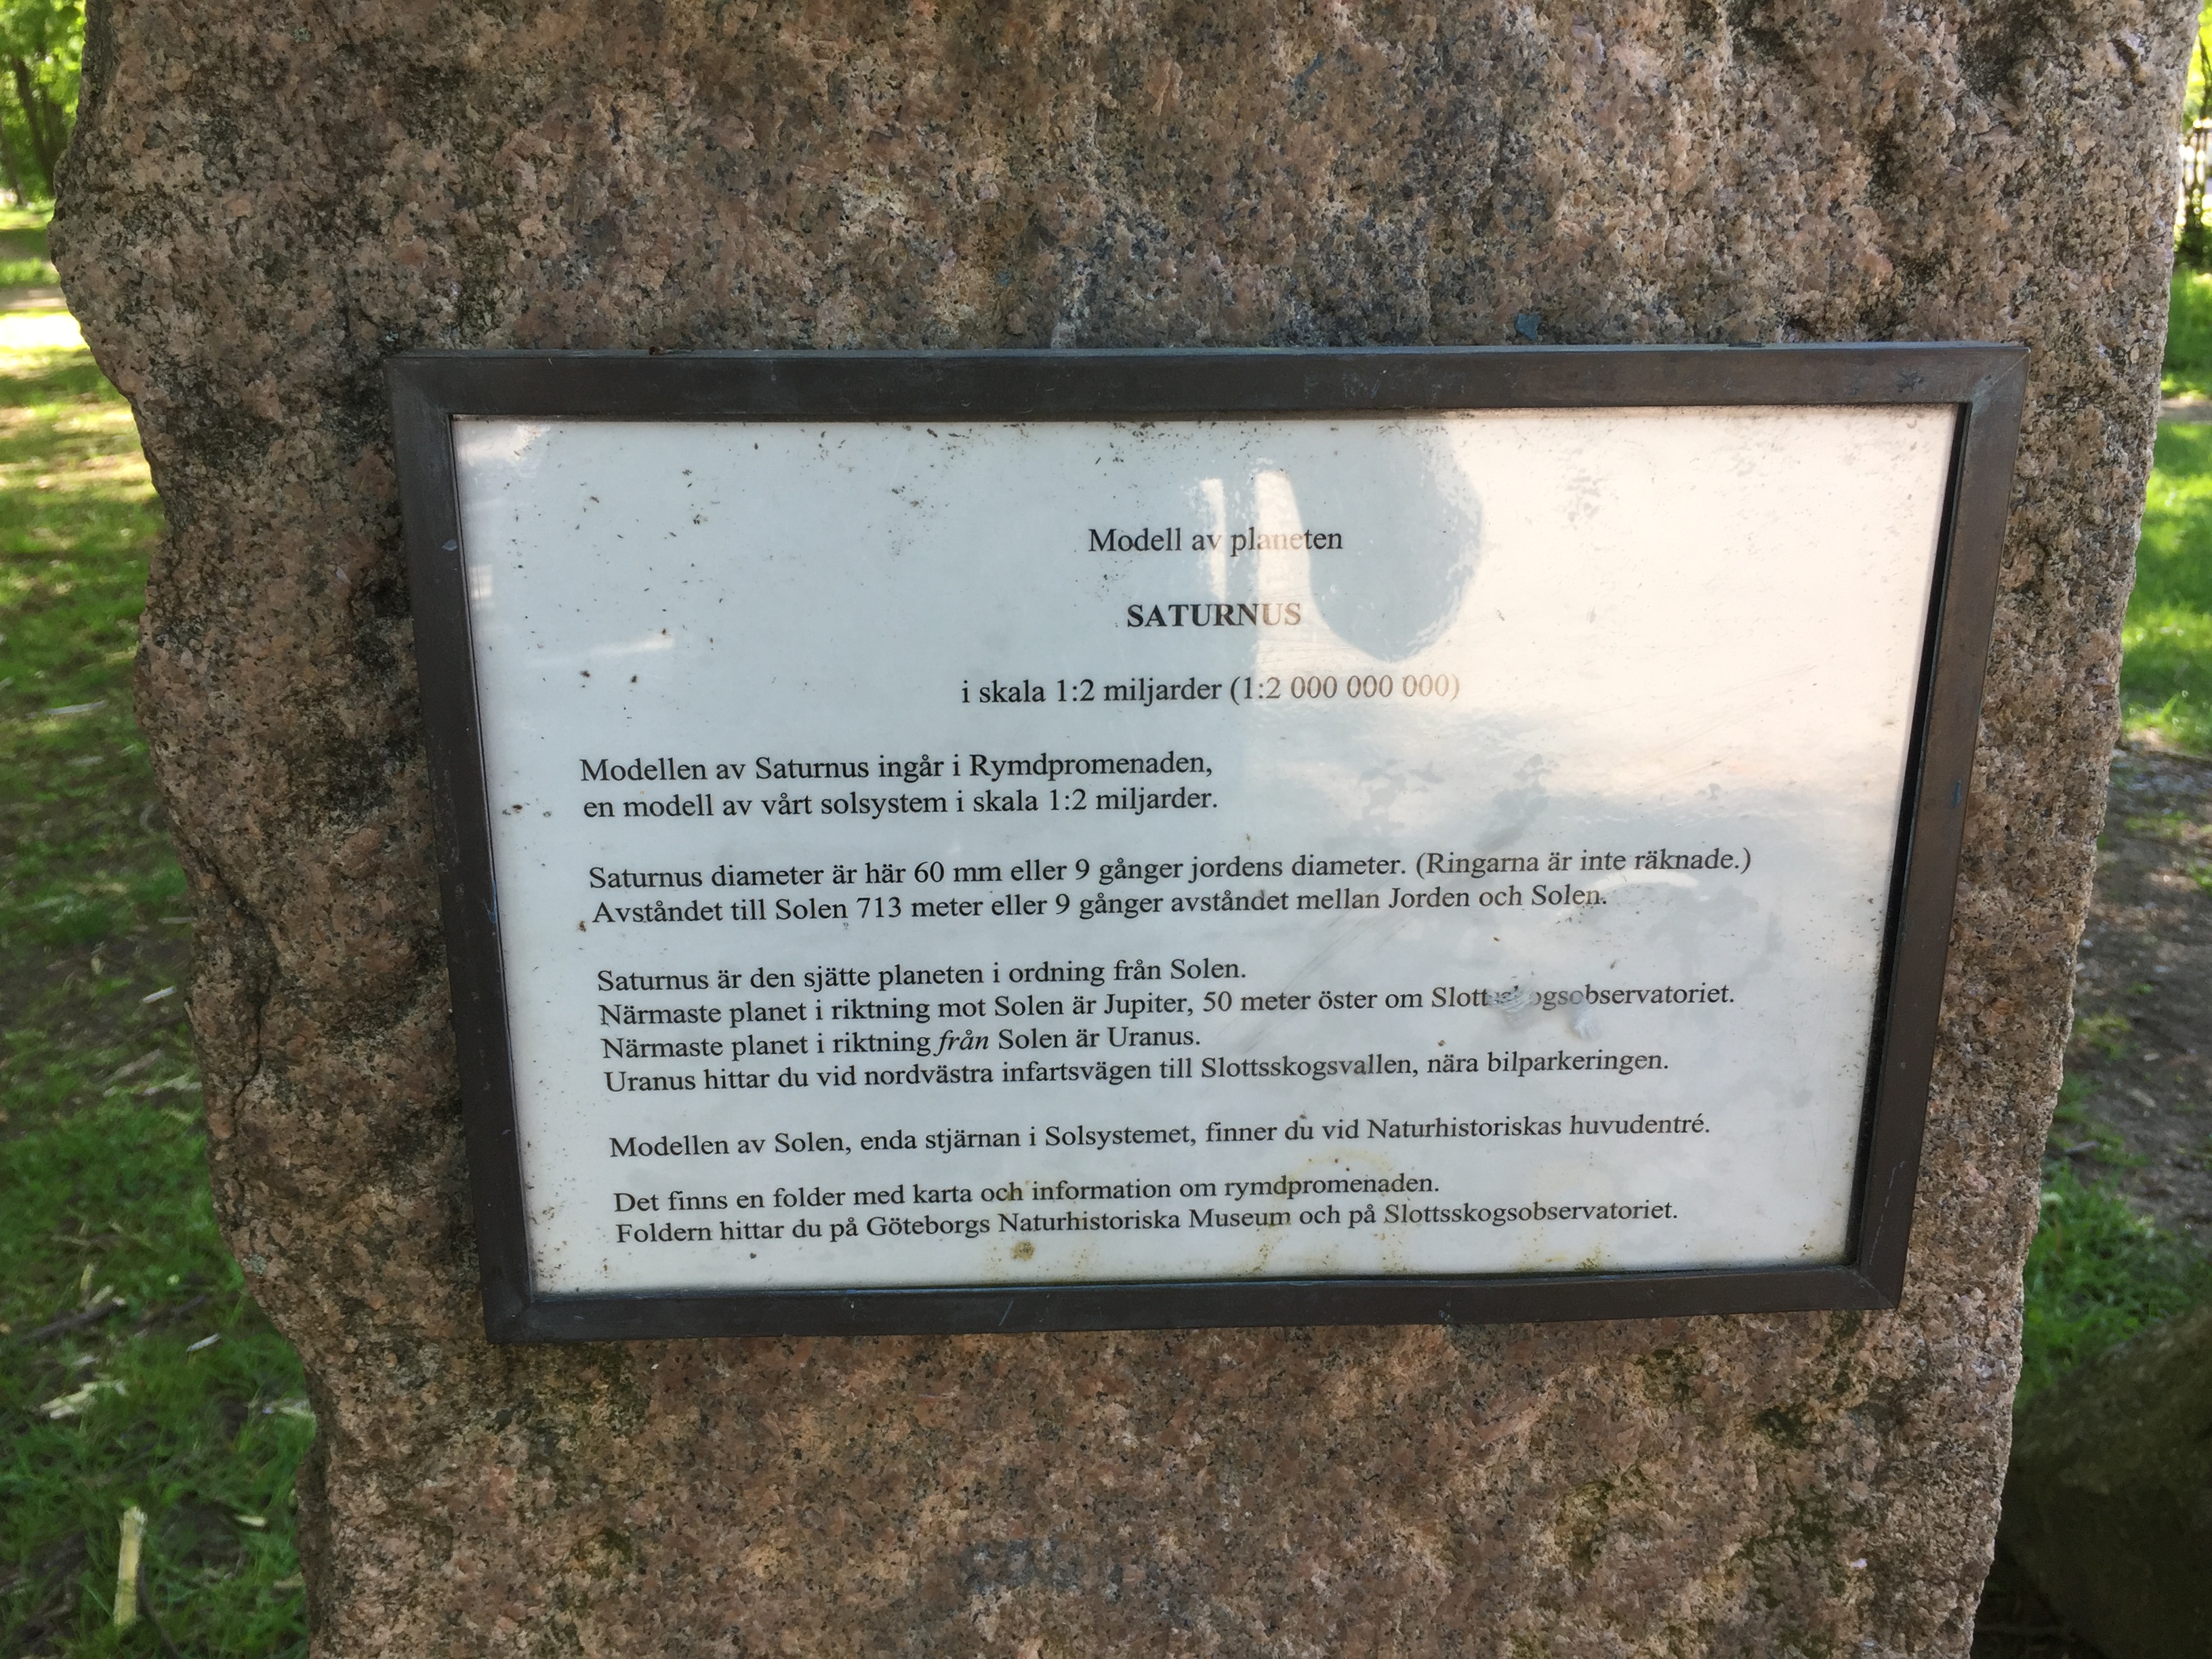 Modell av planeten
SATURNUS
i skala 1:2 miljarder (1:2 000 000 000)
Modellen av Saturnus ingår i Rymdpromenaden,
en modell av vårt solsystem i skala 1:2 miljarder.
Saturnus diameter är här 60 mm eller 9 gånger jordens diameter. (Ringarna är inte räknade.)
Avståndet till Solen 713 meter eller 9 gånger avståndet mellan Jorden och Solen.
Saturnus är den sjätte planeten i ordning från Solen.
Närmaste planet i riktning mot Solen är Jupiter, 50 meter öster om Slottsskogsobservatoriet.
Närmaste planet i riktning från Solen är Uranus.
Uranus hittar du vid nordvästra infartsvägen till Slottsskogsvallen, nära bilparkeringen.
Modellen av Solen, enda stjärnan i Solsystemet, finner du vid Naturhistoriskas huvudentré.
Det finns en folder med karta och information om rymdpromenaden.
Foldern hittar du på Göteborgs Naturhistoriska Museum och på Slottsskogsobservatoriet.